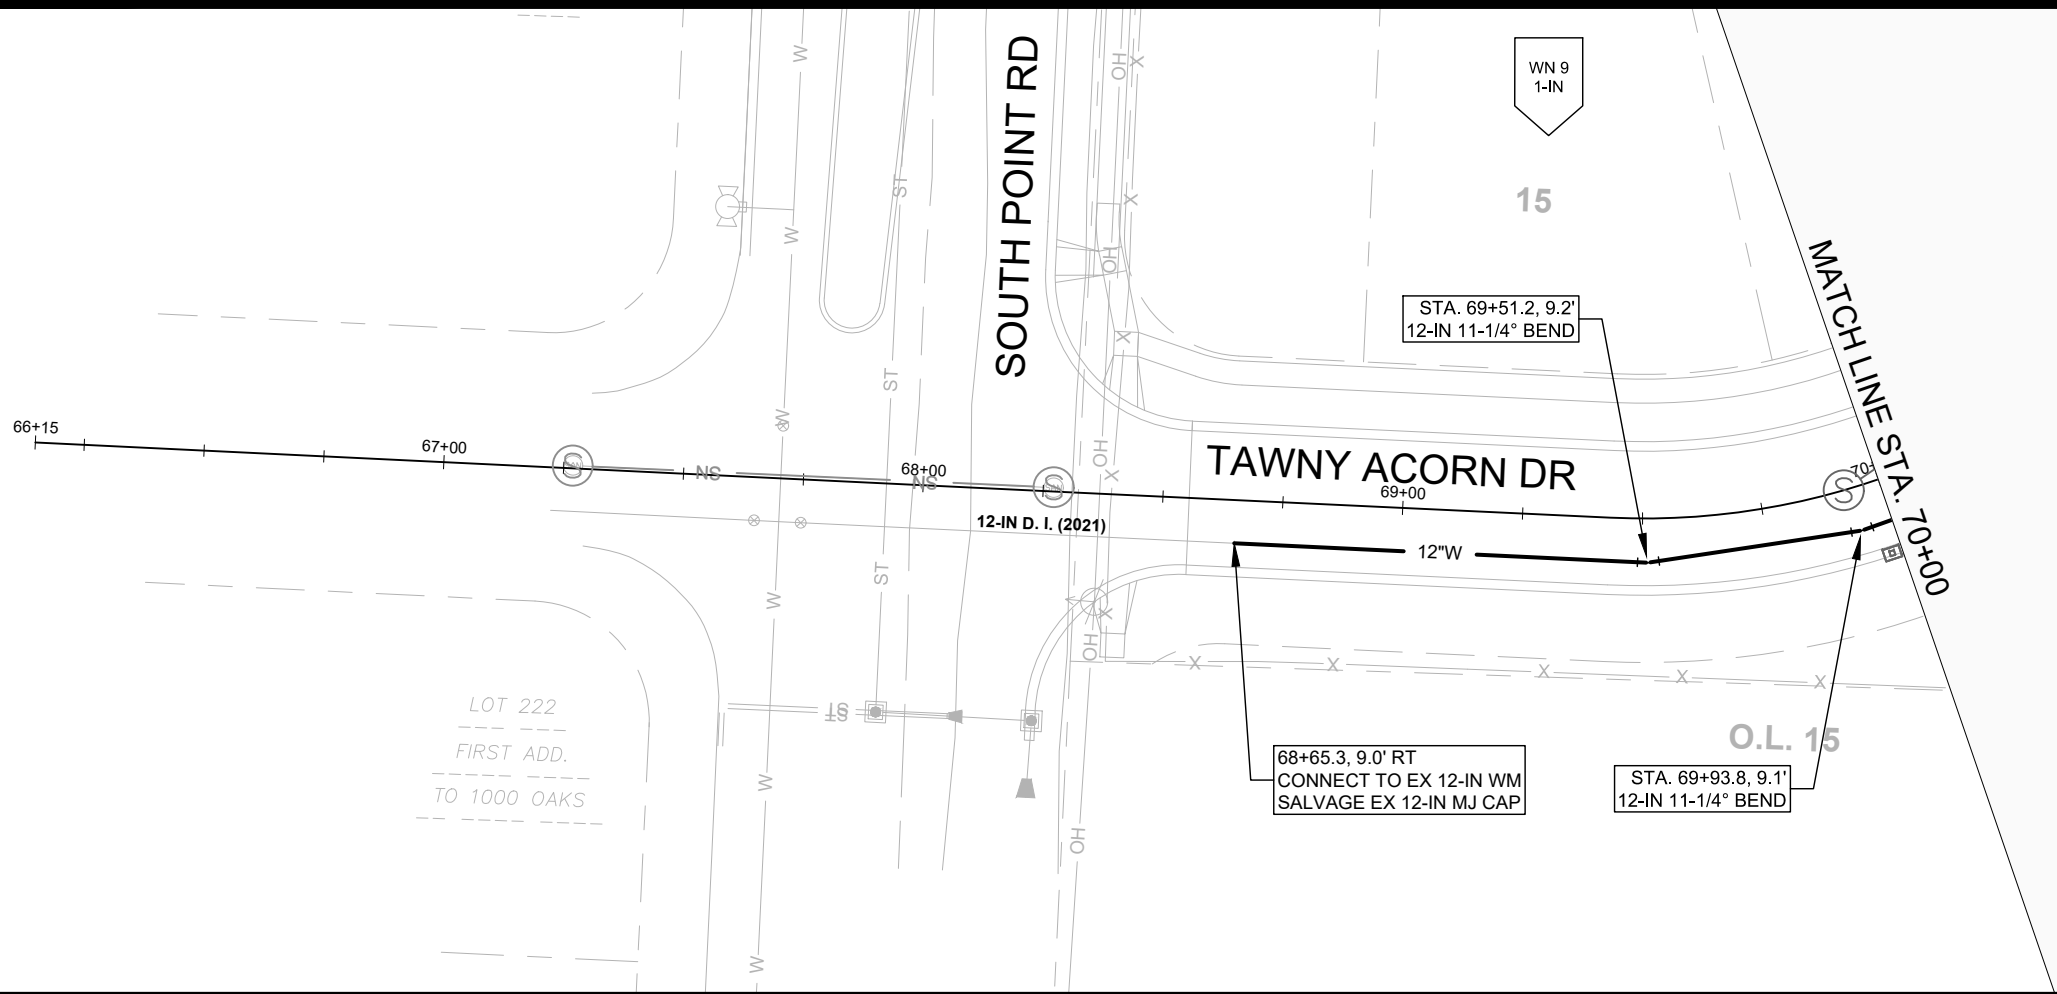 SOUTH POINT RD
WN 9
1-IN
15
MATCH LINE STA. 70+00
STA. 69+51.2, 9.2'
12-IN 11-1/4° BEND
66+15
67+00
68+00
69+00
TAWNY ACORN DR
12-IN D. I. (2021)
12"W
LOT 222
FIRST ADD.
TO 1000 OAKS
68+65.3, 9.0' RT
CONNECT TO EX 12-IN WM
SALVAGE EX 12-IN MJ CAP
O.L. 15
STA. 69+93.8, 9.1'
12-IN 11-1/4° BEND
W
W
W
W
W
W
W
ST
ST
ST
ST
ST
OH
OH
OH
OH
OH
X
X
X
X
X
X
X
X
X
X
SN
SN
S
S
S
70+